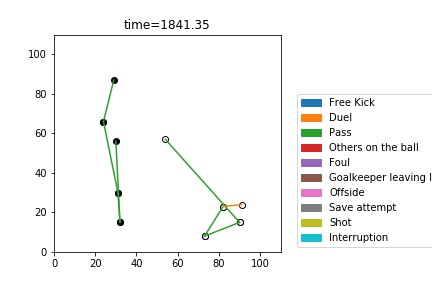 time=1841.35
100
80
60
40
20
0
0 20 40 60 80 100
Free Kick
Duel
Pass
Others on the ball
Foul
Goalkeeper leaving l
Offside
Save attempt
Shot
Interruption